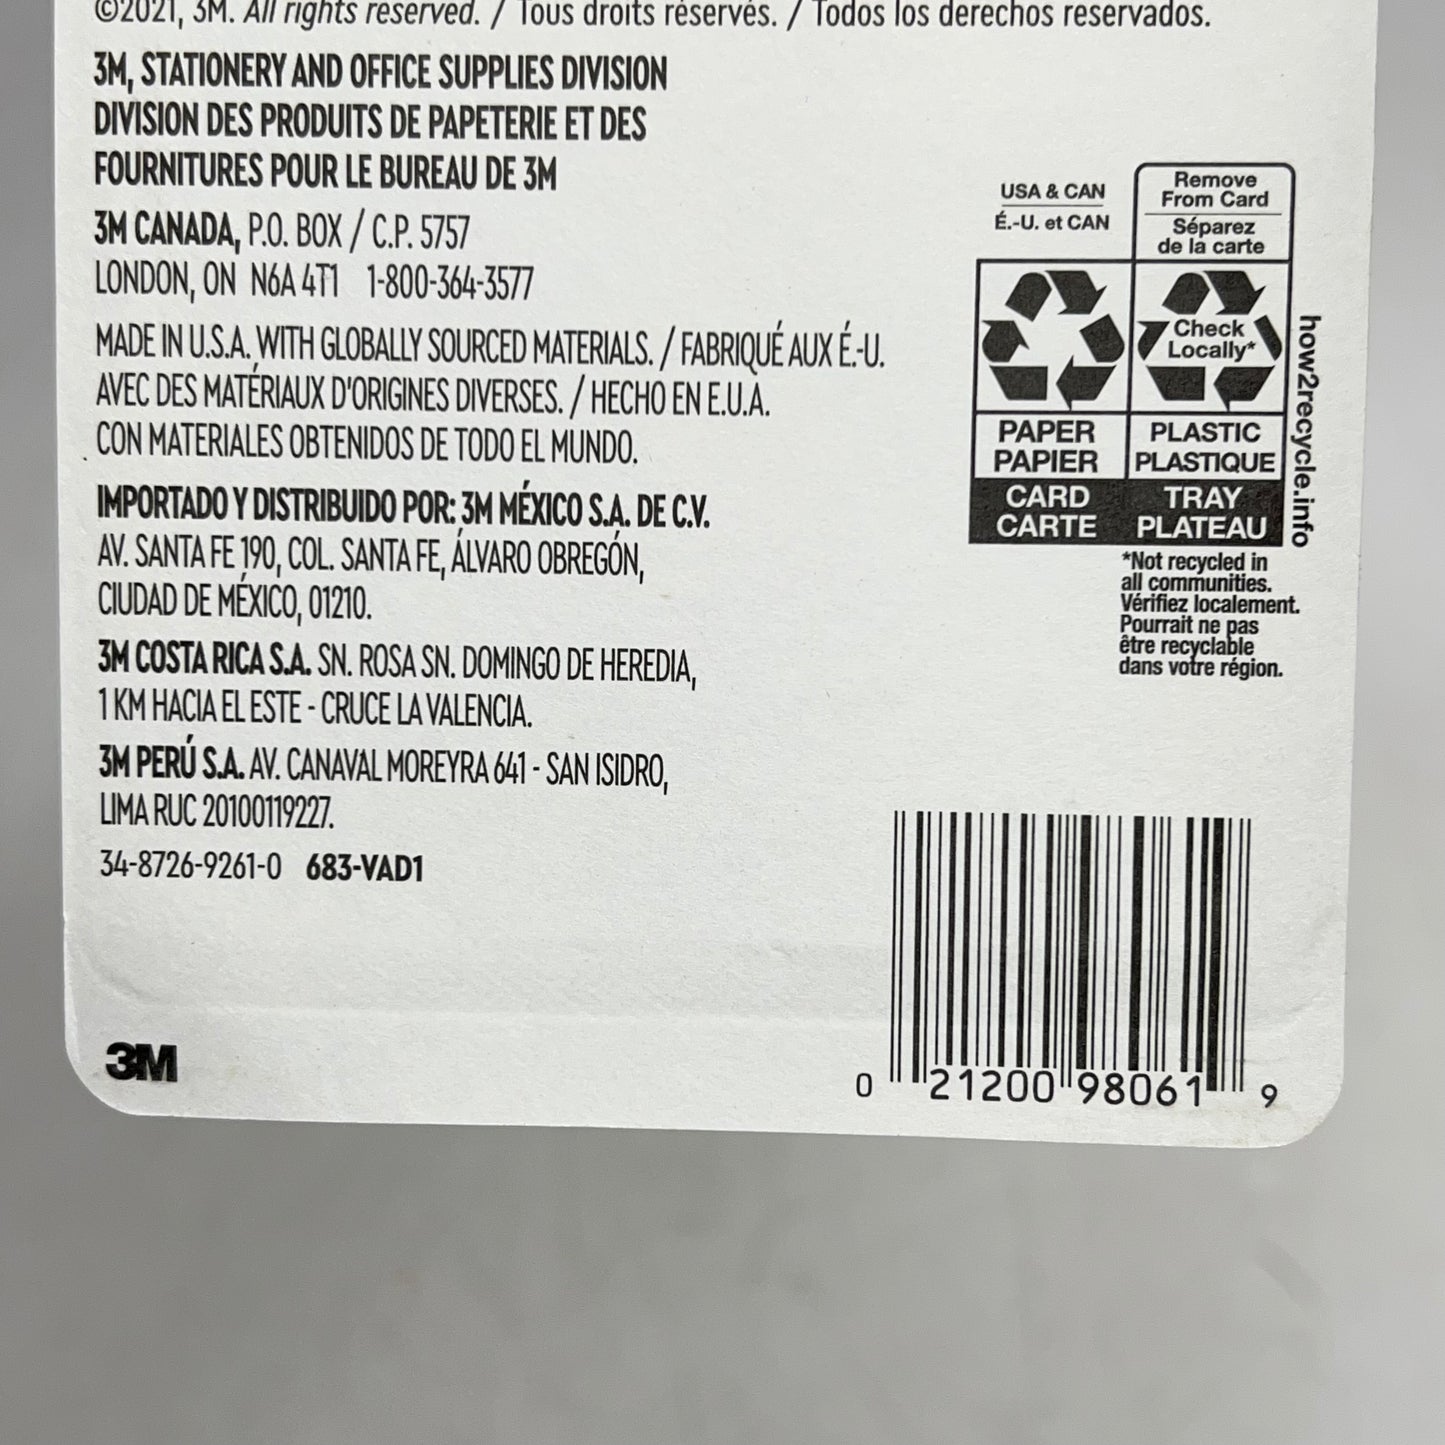 ©2021, 3M. All rights reserved. / Tous droits réservés. / Todos los derechos reservados.
3M, STATIONERY AND OFFICE SUPPLIES DIVISION
DIVISION DES PRODUITS DE PAPETERIE ET DES
FOURNITURES POUR LE BUREAU DE 3M
3M CANADA, P.O. BOX / C.P. 5757
LONDON, ON N6A 4T1 1-800-364-3577
MADE IN U.S.A. WITH GLOBALLY SOURCED MATERIALS. / FABRIQUÉ AUX É.-U.
AVEC DES MATÉRIAUX D'ORIGINES DIVERSES. / HECHO EN E.U.A.
CON MATERIALES OBTENIDOS DE TODO EL MUNDO.
IMPORTADO Y DISTRIBUIDO POR: 3M MÉXICO S.A. DE C.V.
AV. SANTA FE 190, COL. SANTA FE, ÁLVARO OBREGÓN,
CIUDAD DE MÉXICO, 01210.
3M COSTA RICA S.A. SN. ROSA SN. DOMINGO DE HEREDIA,
1 KM HACIA EL ESTE - CRUCE LA VALENCIA.
3M PERÚ S.A. AV. CANAVAL MOREYRA 641 - SAN ISIDRO,
LIMA RUC 20100119227.
34-8726-9261-0 683-VAD1
3M
USA & CAN
É.-U. et CAN
PAPER
PAPIER
CARD
CARTE
Remove
From Card
Séparez
de la carte
Check
Locally*
PLASTIC
PLASTIQUE
TRAY
PLATEAU
how2recycle.info
*Not recycled in
all communities.
Vérifiez localement.
Pourrait ne pas
être recyclable
dans votre région.
0 21200 98061 9